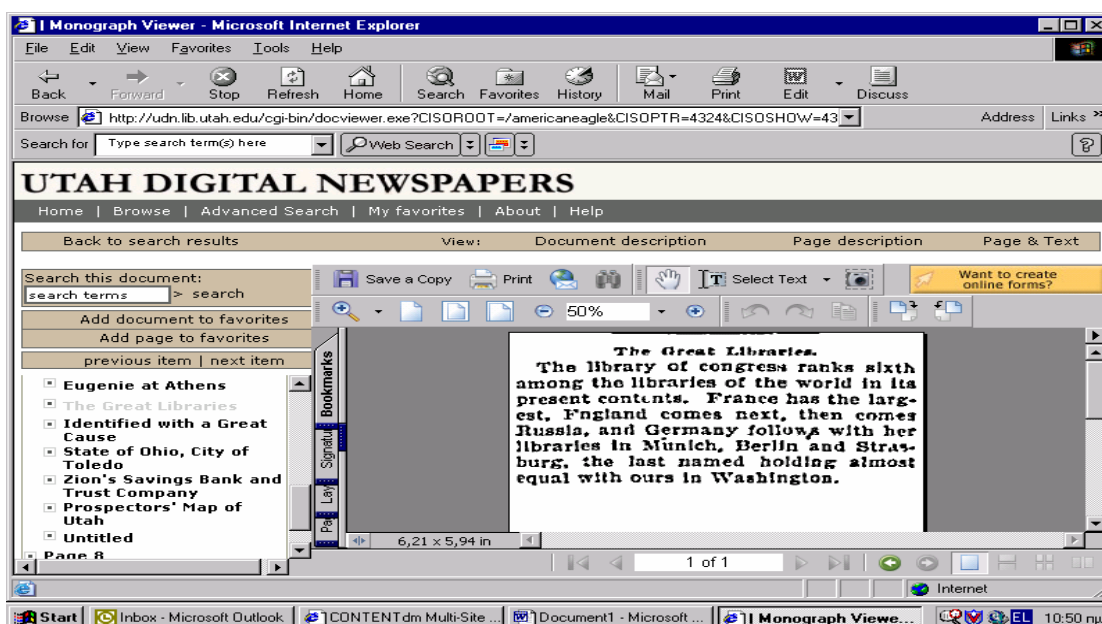 | Monograph Viewer - Microsoft Internet Explorer
File Edit View Favorites Tools Help
Back Forward Stop Refresh Home Search Favorites History Mail Print Edit Discuss
Browse http://udn.lib.utah.edu/cgi-bin/docviewer.exe?CISOROOT=/americaneagle&CISOPTR=4324&CISOSHOW=43 Address Links »
Search for Type search term(s) here Web Search
UTAH DIGITAL NEWSPAPERS
Home | Browse | Advanced Search | My favorites | About | Help
Back to search results View: Document description Page description Page & Text
Search this document:
search terms > search
Add document to favorites
Add page to favorites
previous item | next item
Eugenie at Athens
The Great Libraries
Identified with a Great
Cause
State of Ohio, City of
Toledo
Zion's Savings Bank and
Trust Company
Prospectors' Map of
Utah
Untitled
Page 8
Save a Copy Print Select Text Want to create
online forms?
50%
Bookmarks
Signatu
Lay
Pa
The Great Libraries.
The library of congress ranks sixth
among the libraries of the world in its
present contents. France has the larg-
est, England comes next, then comes
Russia, and Germany follows with her
libraries in Munich, Berlin and Stras-
burg, the last named holding almost
equal with ours in Washington.
6,21 x 5,94 in
1 of 1
Internet
Start Inbox - Microsoft Outlook CONTENTdm Multi-Site ... Document1 - Microsoft ... | Monograph Viewe... EL 10:50 πμ